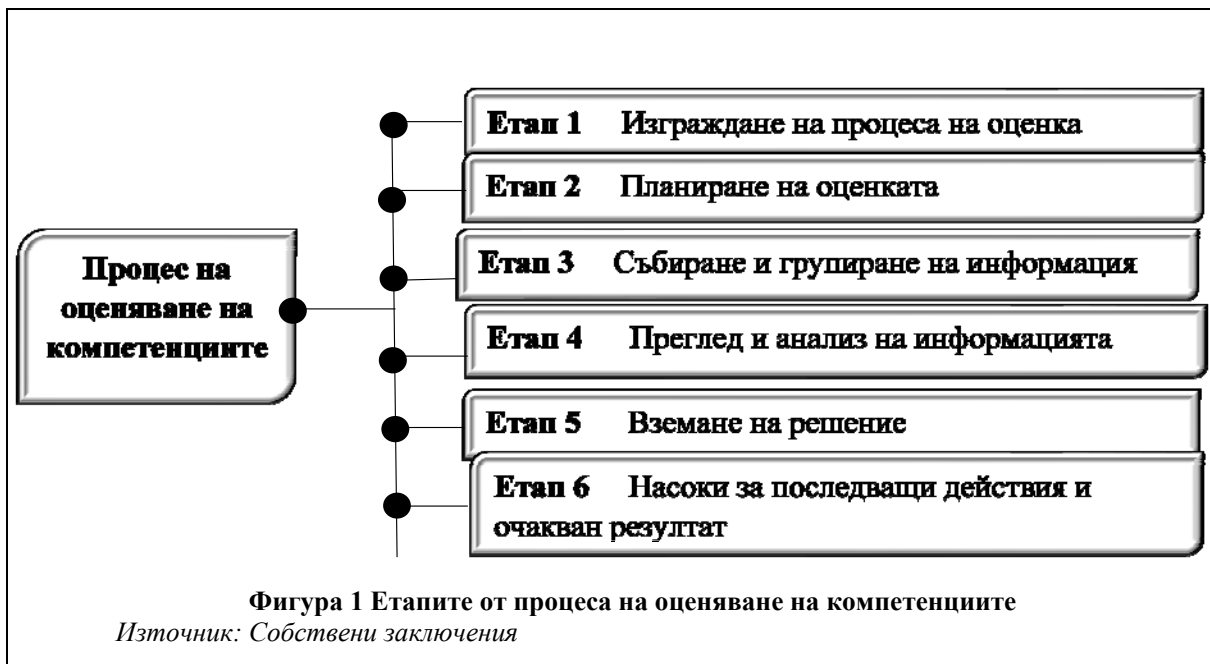 Процес на
оценяване на
компетенциите
Етап 1 Изграждане на процеса на оценка
Етап 2 Планиране на оценката
Етап 3 Събиране и групиране на информация
Етап 4 Преглед и анализ на информацията
Етап 5 Вземане на решение
Етап 6 Насоки за последващи действия и
очакван резултат
Фигура 1 Етапите от процеса на оценяване на компетенциите
Източник: Собствени заключения